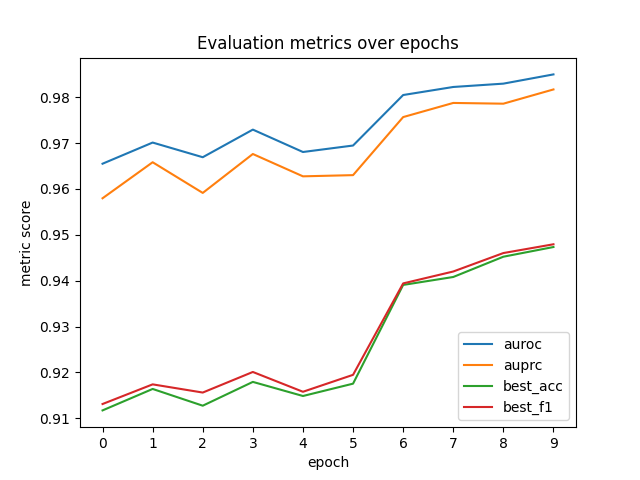 Evaluation metrics over epochs
metric score
0.98
0.97
0.96
0.95
0.94
0.93
0.92
0.91
auroc
auprc
best_acc
best_f1
0 1 2 3 4 5 6 7 8 9
epoch